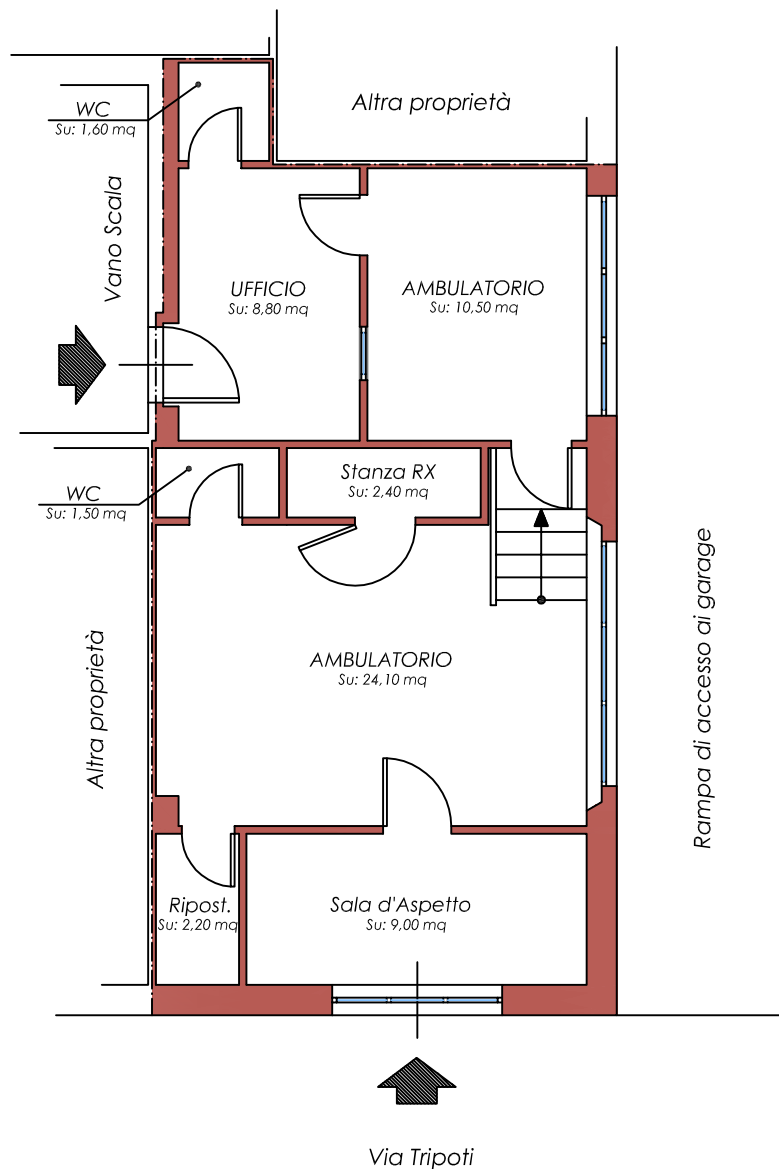 Altra proprietà
WC
Su: 1,60 mq
Vano Scala
UFFICIO
Su: 8,80 mq
AMBULATORIO
Su: 10,50 mq
Stanza RX
Su: 2,40 mq
WC
Su: 1,50 mq
Altra proprietà
AMBULATORIO
Su: 24,10 mq
Rampa di accesso ai garage
Ripost.
Su: 2,20 mq
Sala d'Aspetto
Su: 9,00 mq
Via Tripoti